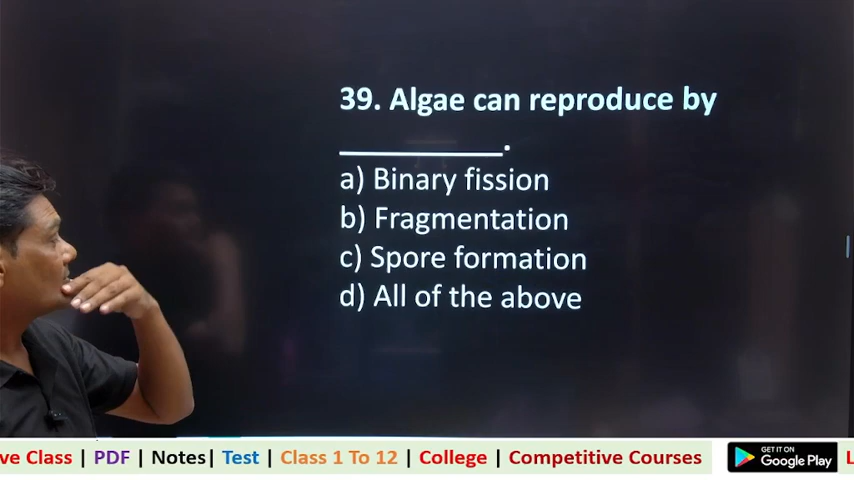 39. Algae can reproduce by
____________.
a) Binary fission
b) Fragmentation
c) Spore formation
d) All of the above
ve Class | PDF | Notes| Test | Class 1 To 12 | College | Competitive Courses
GET IT ON
Google Play
L